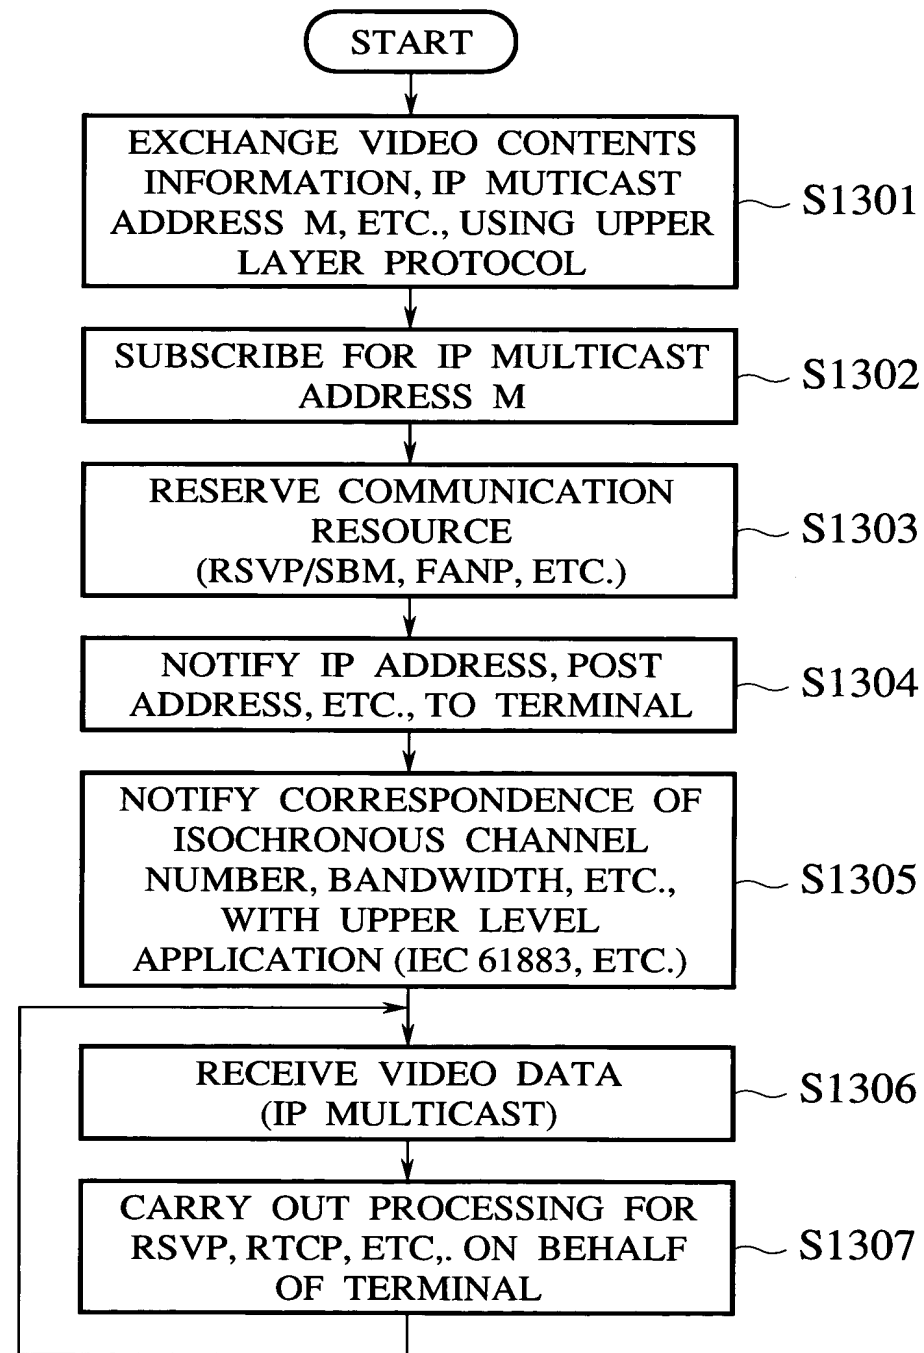 START
EXCHANGE VIDEO CONTENTS
INFORMATION, IP MUTICAST
ADDRESS M, ETC., USING UPPER
LAYER PROTOCOL
S1301
SUBSCRIBE FOR IP MULTICAST
ADDRESS M
S1302
RESERVE COMMUNICATION
RESOURCE
(RSVP/SBM, FANP, ETC.)
S1303
NOTIFY IP ADDRESS, POST
ADDRESS, ETC., TO TERMINAL
S1304
NOTIFY CORRESPONDENCE OF
ISOCHRONOUS CHANNEL
NUMBER, BANDWIDTH, ETC.,
WITH UPPER LEVEL
APPLICATION (IEC 61883, ETC.)
S1305
RECEIVE VIDEO DATA
(IP MULTICAST)
S1306
CARRY OUT PROCESSING FOR
RSVP, RTCP, ETC,. ON BEHALF
OF TERMINAL
S1307